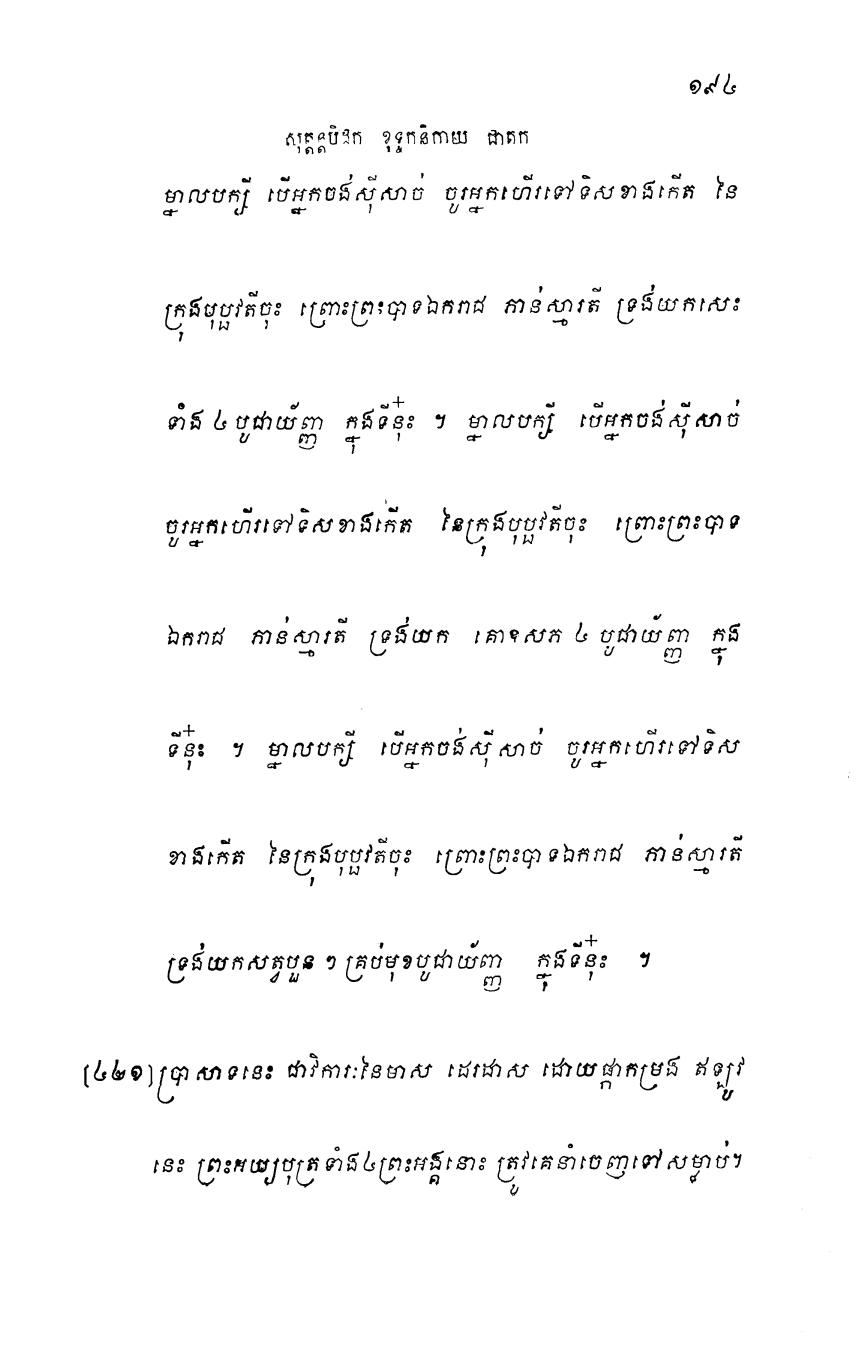 ១៩៤
សុត្តន្តបិដក ខុទ្ទកនិកាយ ជាតក
ម្នាលបក្សី បើអ្នកចង់ស៊ីសាច់ ចូរអ្នកហើរទៅទិសខាងកើត នៃ
ក្រុងបុប្ផវតីចុះ ព្រោះព្រះបាទឯករាជ ភាន់ស្មារតី ទ្រង់យកសេះ
ទាំង ៤ បូជាយ័ញ្ញ ក្នុងទីនុ៎ះ ។ ម្នាលបក្សី បើអ្នកចង់ស៊ីសាច់
ចូរអ្នកហើរទៅទិសខាងកើត នៃក្រុងបុប្ផវតីចុះ ព្រោះព្រះបាទ
ឯករាជ ភាន់ស្មារតី ទ្រង់យក គោឧសភ ៤ បូជាយ័ញ្ញ ក្នុង
ទីនុ៎ះ ។ ម្នាលបក្សី បើអ្នកចង់ស៊ីសាច់ ចូរអ្នកហើរទៅទិស
ខាងកើត នៃក្រុងបុប្ផវតីចុះ ព្រោះព្រះបាទឯករាជ ភាន់ស្មារតី
ទ្រង់យកសត្វបួន ៗ គ្រប់មុខបូជាយ័ញ្ញ ក្នុងទីនុ៎ះ ។
[៤២១] ប្រាសាទនេះ ជាវិការៈនៃមាស ដេរដាស ដោយផ្កាកម្រង ឥឡូវ
នេះ ព្រះអយ្យបុត្រទាំង៤ព្រះអង្គនោះ ត្រូវគេនាំចេញទៅសម្លាប់។